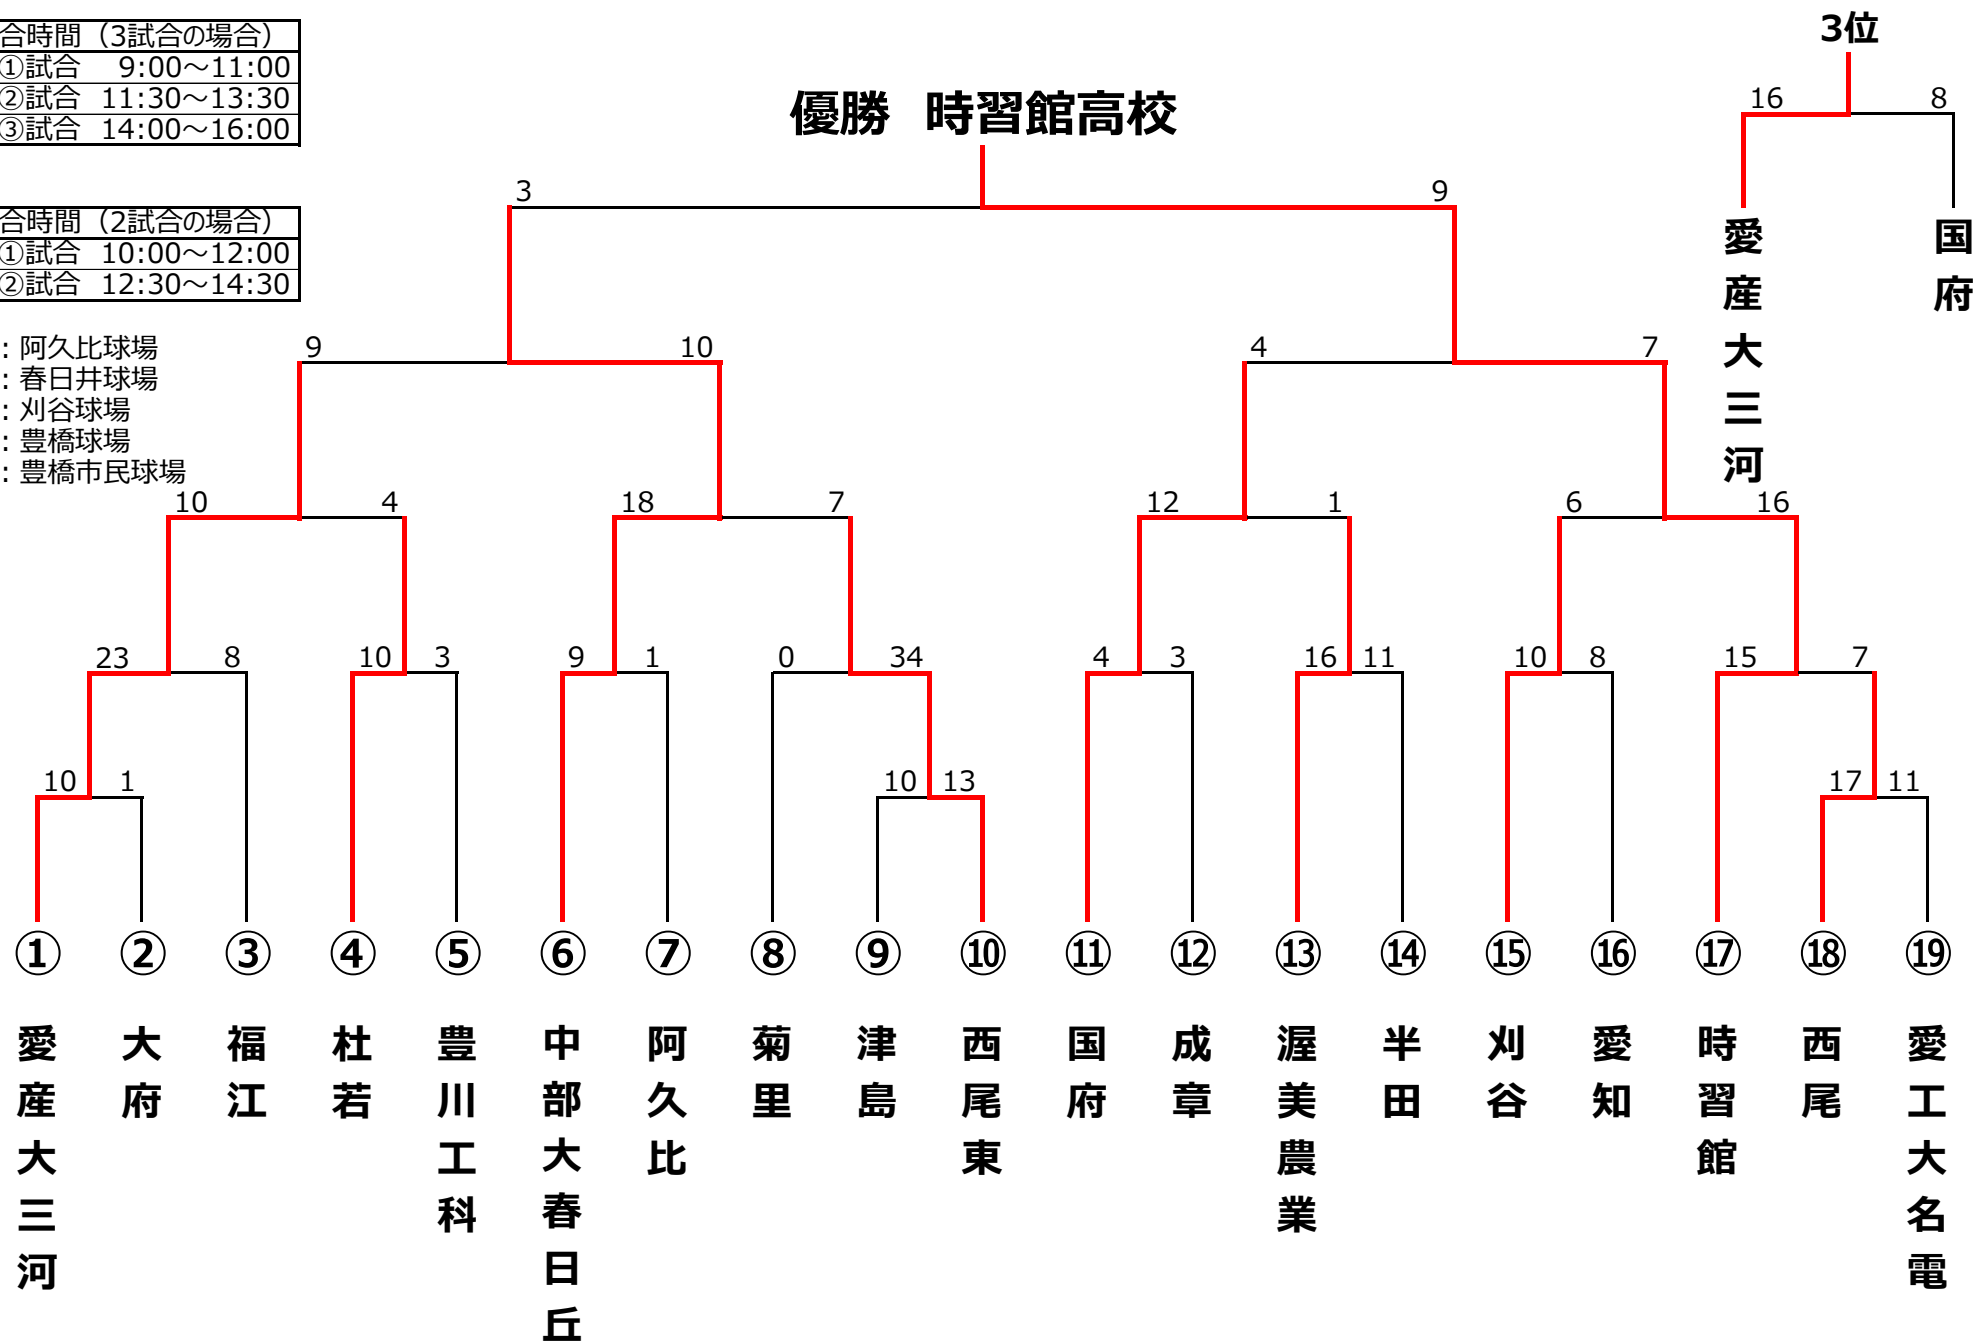 合時間（3試合の場合）
①試合 9:00～11:00
②試合 11:30～13:30
③試合 14:00～16:00
合時間（2試合の場合）
①試合 10:00～12:00
②試合 12:30～14:30
：阿久比球場
：春日井球場
：刈谷球場
：豊橋球場
：豊橋市民球場
優勝 時習館高校
3位
16 8
愛産大三河
国府
3 9
9 10 4 7
10 4 18 7 12 1 6 16
23 8 10 3 9 1 0 34 4 3 16 11 10 8 15 7
10 1 10 13 17 11
① ② ③ ④ ⑤ ⑥ ⑦ ⑧ ⑨ ⑩ ⑪ ⑫ ⑬ ⑭ ⑮ ⑯ ⑰ ⑱ ⑲
愛産大三河
大府
福江
杜若
豊川工科
中部大春日丘
阿久比
菊里
津島
西尾東
国府
成章
渥美農業
半田
刈谷
愛知
時習館
西尾
愛工大名電